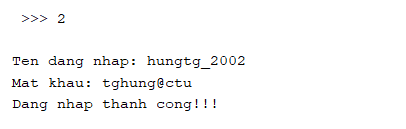 >>> 2
Ten dang nhap: hungtg_2002
Mat khau: tghung@ctu
Dang nhap thanh cong!!!